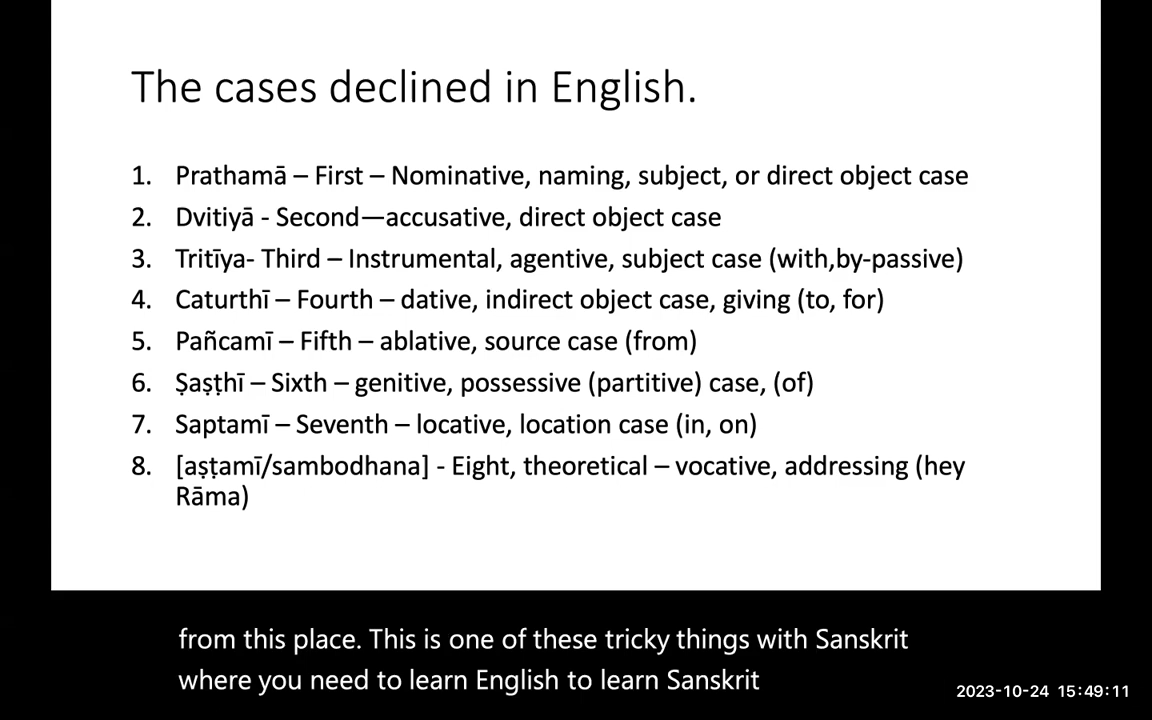 The cases declined in English.
1. Prathamā – First – Nominative, naming, subject, or direct object case
2. Dvitiyā - Second—accusative, direct object case
3. Tritīya- Third – Instrumental, agentive, subject case (with,by-passive)
4. Caturthī – Fourth – dative, indirect object case, giving (to, for)
5. Pañcamī – Fifth – ablative, source case (from)
6. Ṣaṣṭhī – Sixth – genitive, possessive (partitive) case, (of)
7. Saptamī – Seventh – locative, location case (in, on)
8. [aṣṭamī/sambodhana] - Eight, theoretical – vocative, addressing (hey
Rāma)
from this place. This is one of these tricky things with Sanskrit
where you need to learn English to learn Sanskrit
2023-10-24 15:49:11